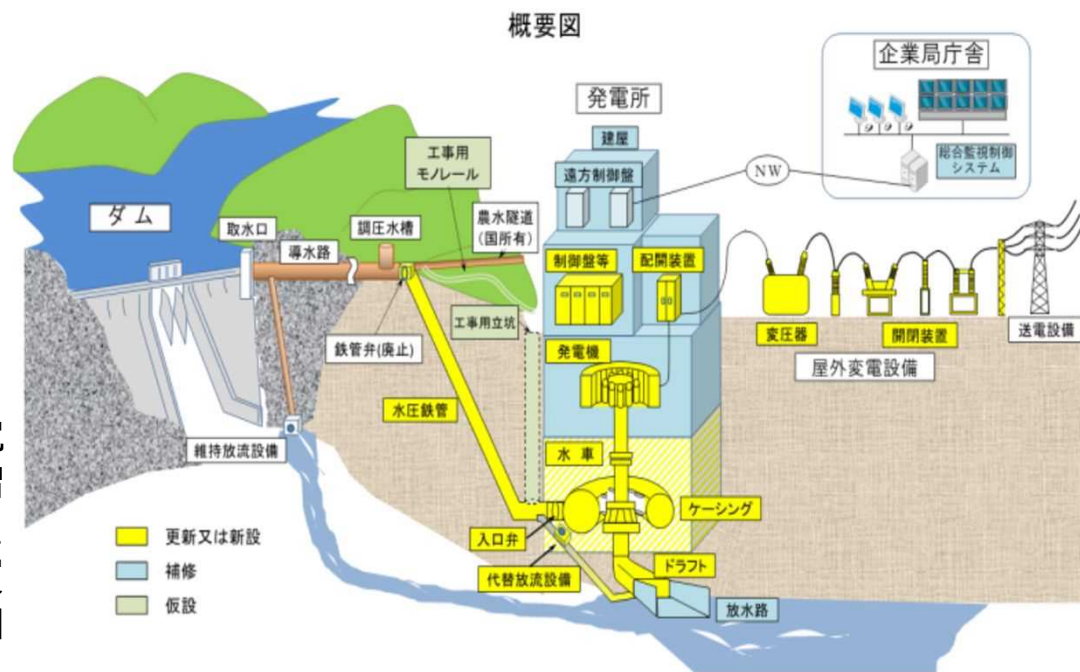 概要図
企業局庁舎
総合監視制御
システム
NW
発電所
建屋
遠方制御盤
工事用
モノレール
ダム
取水口
導水路
調圧水槽
農水隧道
(国所有)
制御盤等
配開装置
工事用立坑
鉄管弁(廃止)
発電機
変圧器
開閉装置
送電設備
屋外変電設備
水圧鉄管
水車
維持放流設備
ケーシング
入口弁
代替放流設備
ドラフト
放水路
更新又は新設
補修
仮設